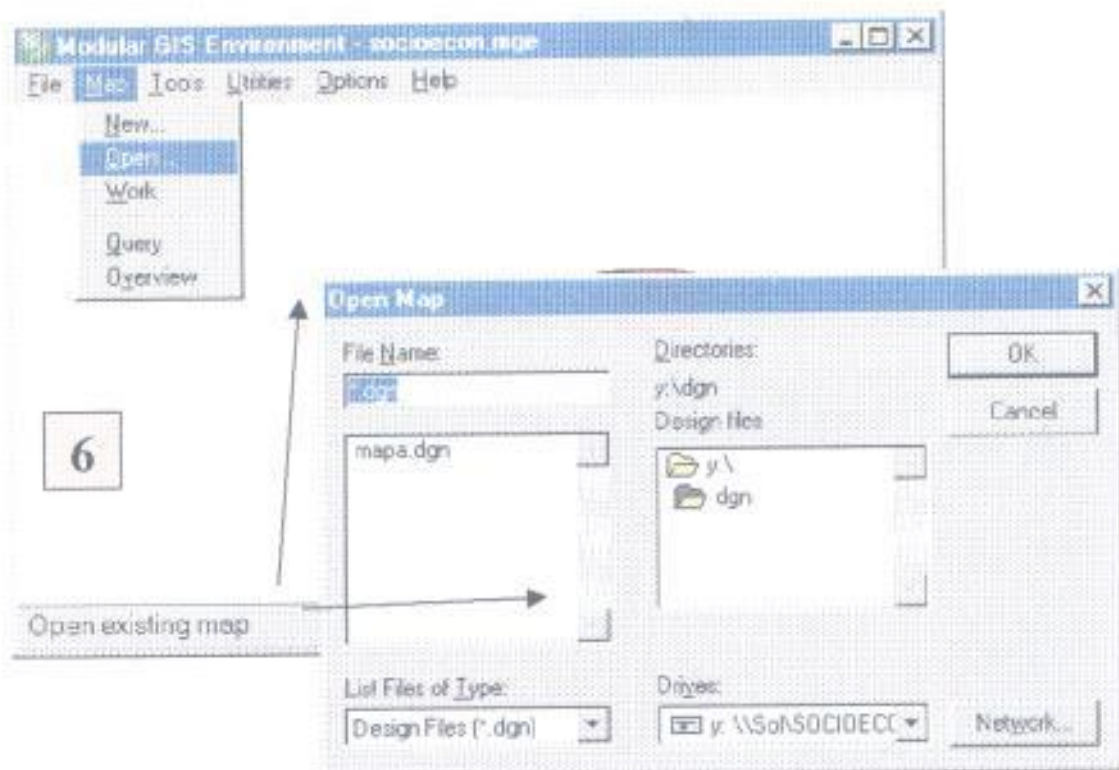 Modular GIS Environment - socioecon.mge
File Map Tools Utilities Options Help
New...
Open...
Work
Query
Overview
Open Map
File Name:
*.dgn
mapa.dgn
Directories:
y:\dgn
Design files
y:\
dgn
OK
Cancel
6
Open existing map
List Files of Type:
Design Files (*.dgn)
Drives:
y: \\Sol\SOCIOECO
Network...